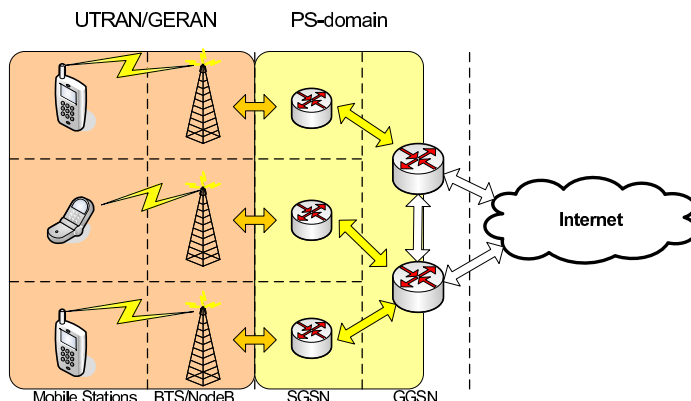 UTRAN/GERAN
PS-domain
Internet
Mobile Stations
BTS/NodeB
SGSN
GGSN